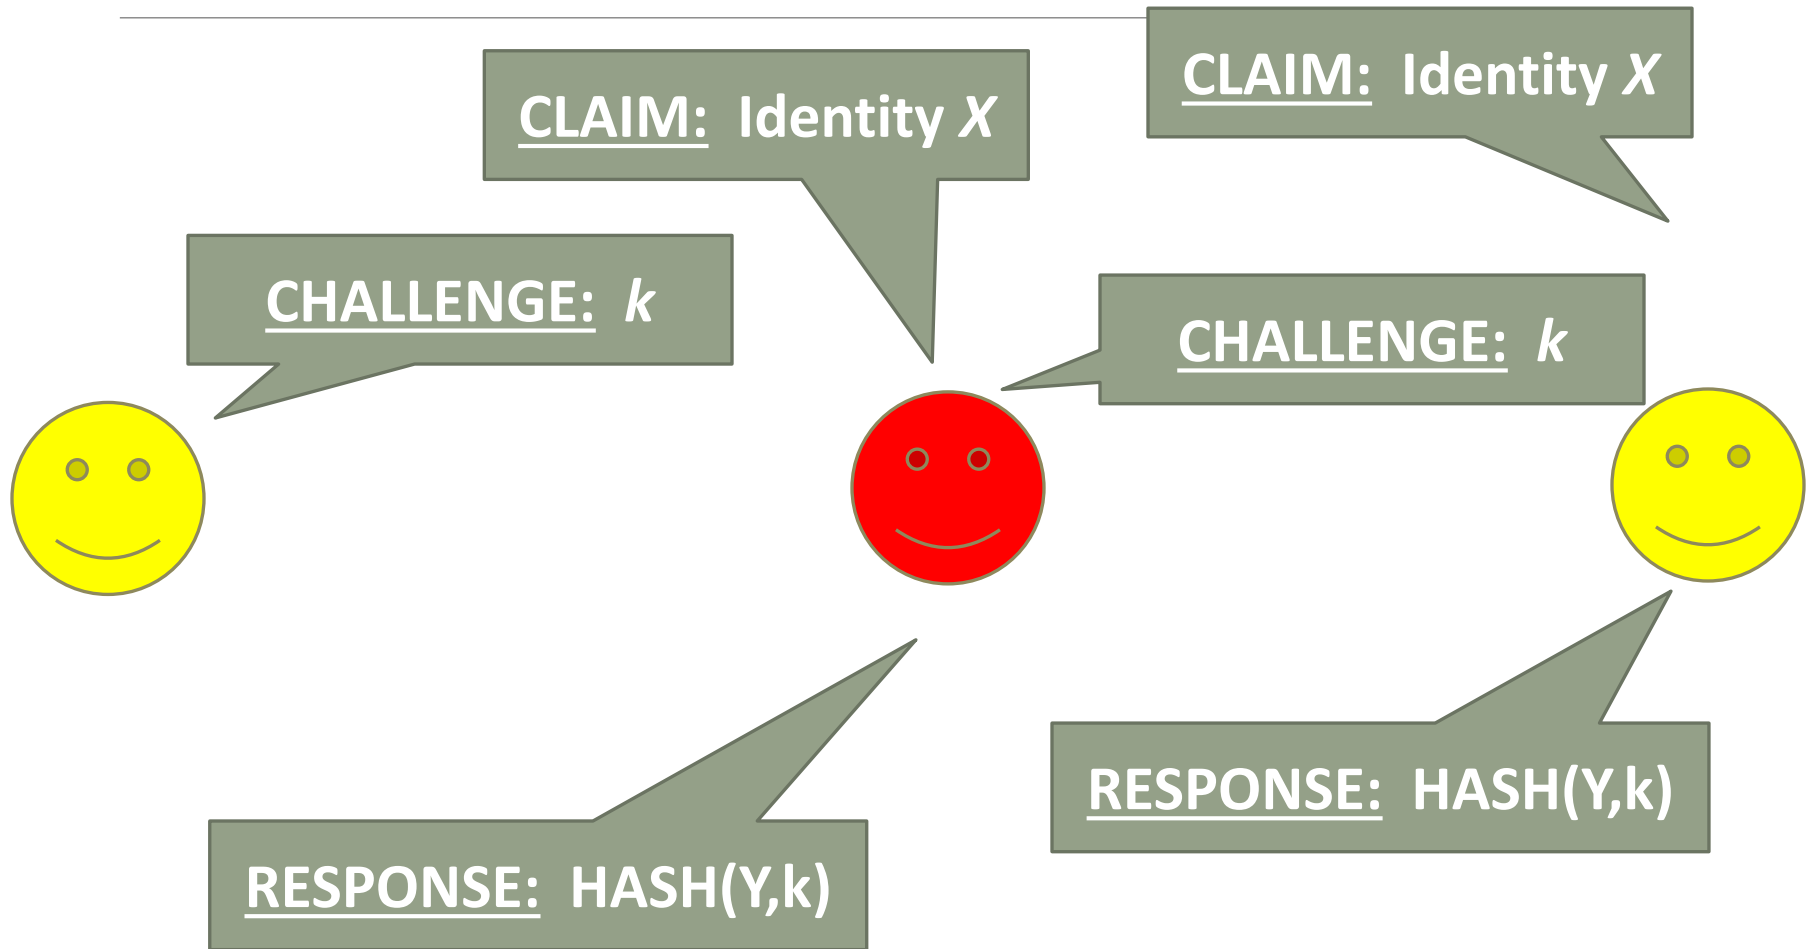 CLAIM: Identity X
CLAIM: Identity X
CHALLENGE: k
CHALLENGE: k
RESPONSE: HASH(Y,k)
RESPONSE: HASH(Y,k)